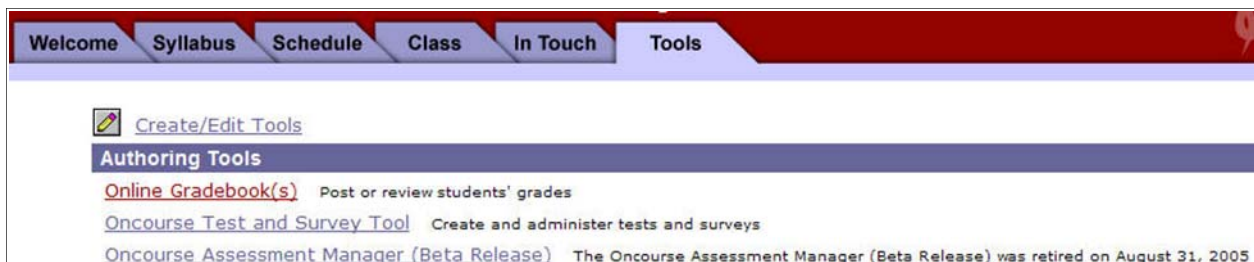 Welcome Syllabus Schedule Class In Touch Tools
Create/Edit Tools
Authoring Tools
Online Gradebook(s) Post or review students' grades
Oncourse Test and Survey Tool Create and administer tests and surveys
Oncourse Assessment Manager (Beta Release) The Oncourse Assessment Manager (Beta Release) was retired on August 31, 2005